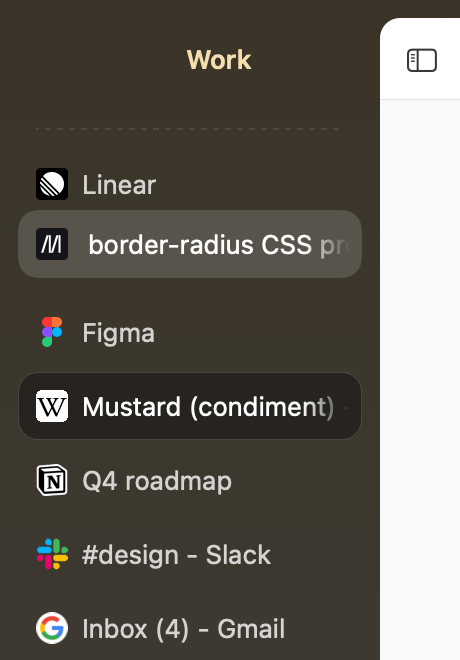 Work
Linear
border-radius CSS pr
Figma
Mustard (condiment) -
Q4 roadmap
#design - Slack
Inbox (4) - Gmail